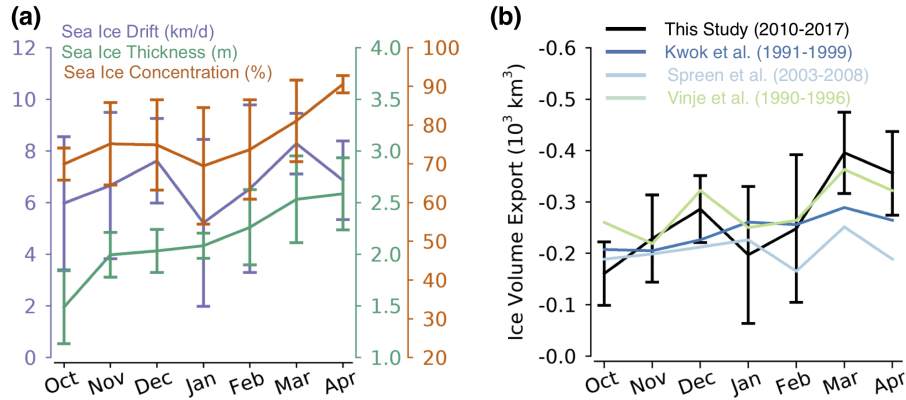 (a)
Sea Ice Drift (km/d)
Sea Ice Thickness (m)
Sea Ice Concentration (%)
12
10
8
6
4
2
0
4.0
3.5
3.0
2.5
2.0
1.5
1.0
100
90
80
70
60
50
40
30
20
Oct Nov Dec Jan Feb Mar Apr
(b)
This Study (2010-2017)
Kwok et al. (1991-1999)
Spreen et al. (2003-2008)
Vinje et al. (1990-1996)
Ice Volume Export (10³ km³)
-0.6
-0.5
-0.4
-0.3
-0.2
-0.1
-0.0
Oct Nov Dec Jan Feb Mar Apr